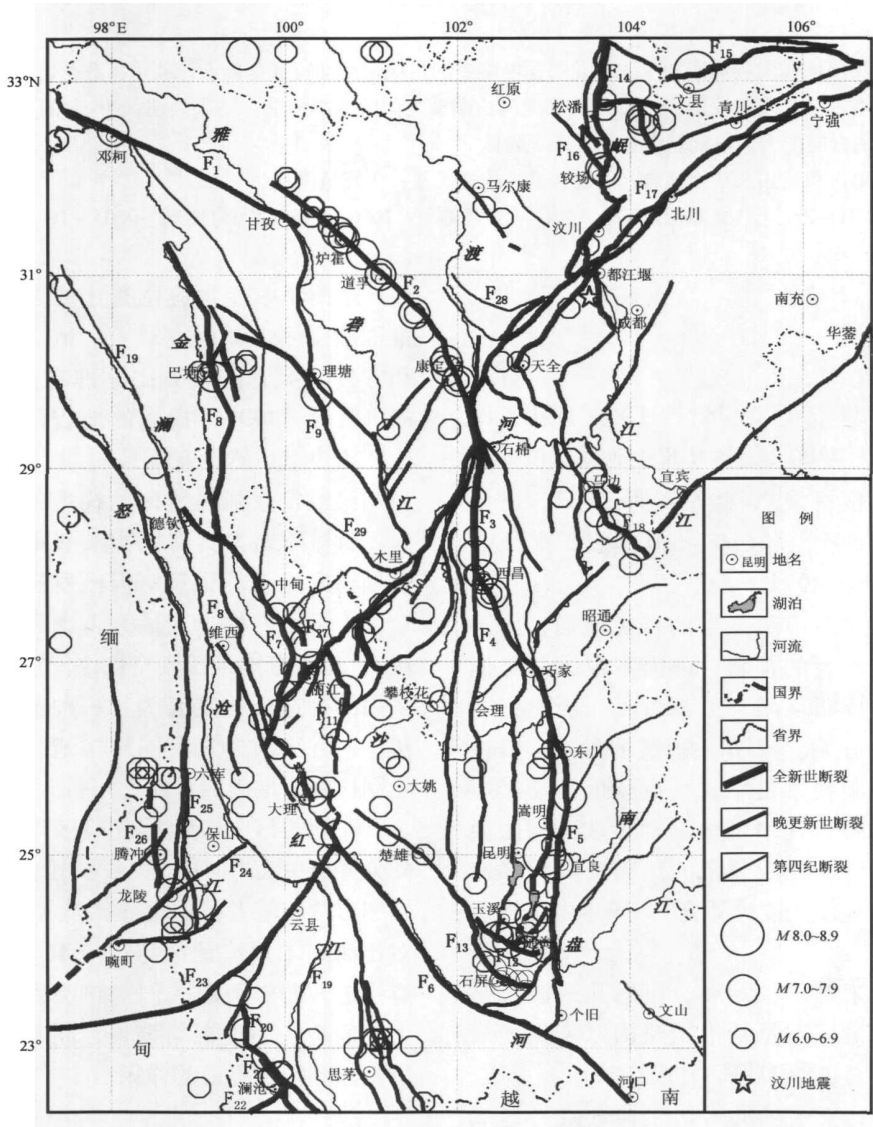 98°E
100°
102°
104°
106°
33°N
31°
29°
27°
25°
23°
F₁₅
F₁₄
红原
大
松潘
文县
青川
宁强
雅
邓柯
F₁
F₁₆
岷
较场
F₁₇
马尔康
北川
甘孜
汶川
渡
炉霍
道孚
F₂
F₂₈
都江堰
南充
成都
华蓥
砻
金
F₁₉
巴塘
理塘
康定
天全
澜
F₈
F₉
河
石棉
江
马边
宜宾
江
怒
德钦
江
F₃
F₁₈
F₂₉
木里
西昌
中甸
昭通
F₈
缅
维西
F₇
F₂₇
F₄
巧家
丽江
攀枝花
会理
沧
F₁₁
沙
东川
六库
大姚
大理
嵩明
南
F₂₅
F₂₆
保山
红
腾冲
楚雄
昆明
F₅
宜良
F₂₄
龙陵
江
玉溪
江
云县
江
F₁₃
盘
畹町
F₁₂
F₂₃
F₁₉
F₆
石屏
F₂₀
个旧
文山
河
甸
思茅
澜沧
F₂₂
河口
越
南
图 例
昆明 地名
湖泊
河流
国界
省界
全新世断裂
晚更新世断裂
第四纪断裂
M 8.0~8.9
M 7.0~7.9
M 6.0~6.9
汶川地震